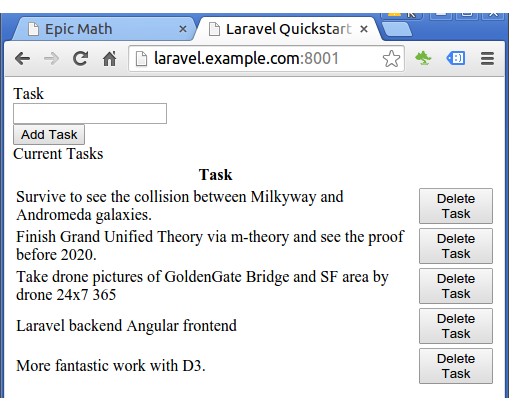 Epic Math
Laravel Quickstart
laravel.example.com:8001
Task
Add Task
Current Tasks
Task
Survive to see the collision between Milkyway and
Andromeda galaxies.
Delete
Task
Finish Grand Unified Theory via m-theory and see the proof
before 2020.
Delete
Task
Take drone pictures of GoldenGate Bridge and SF area by
drone 24x7 365
Delete
Task
Laravel backend Angular frontend
Delete
Task
More fantastic work with D3.
Delete
Task